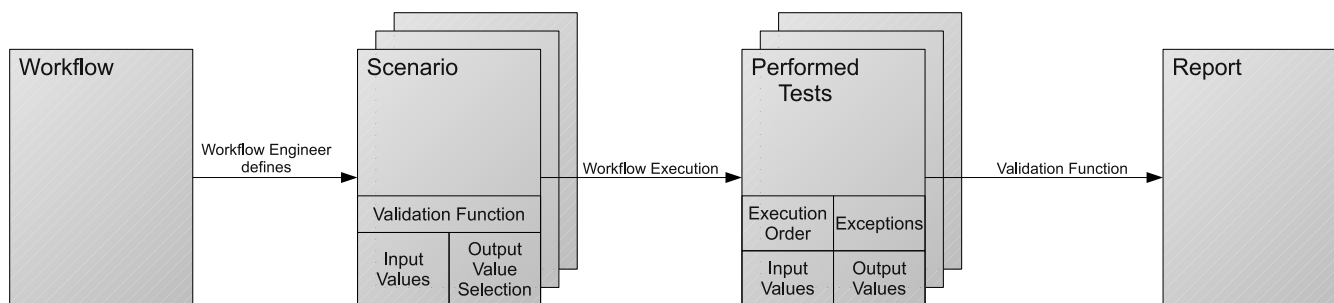 Workflow
Workflow Engineer
defines
Scenario
Validation Function
Input
Values
Output
Value
Selection
Workflow Execution
Performed
Tests
Execution
Order
Exceptions
Input
Values
Output
Values
Validation Function
Report